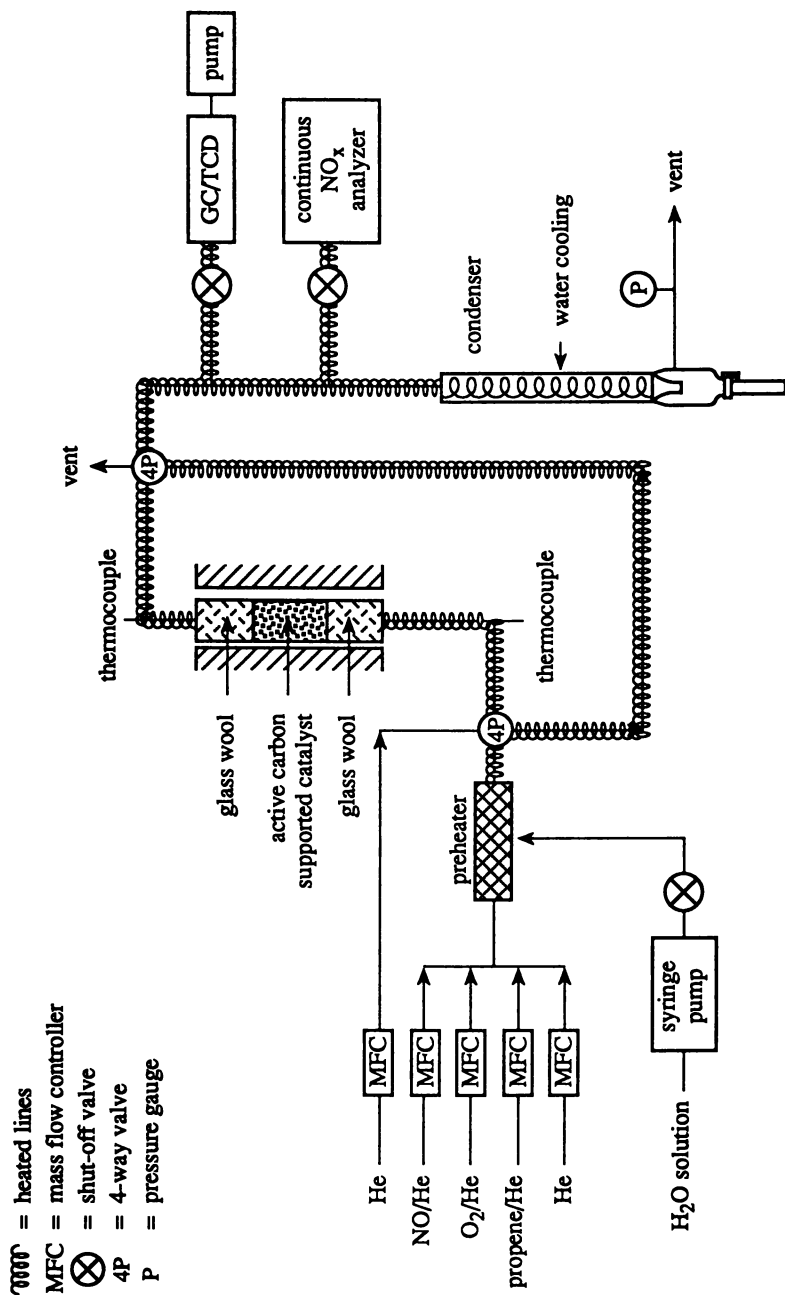 = heated lines
MFC = mass flow controller
= shut-off valve
4P = 4-way valve
P = pressure gauge
He
NO/He
O₂/He
propene/He
He
MFC
MFC
MFC
MFC
MFC
H₂O solution
syringe
pump
preheater
4P
glass wool
active carbon
supported catalyst
glass wool
thermocouple
thermocouple
vent
4P
GC/TCD
pump
continuous
NOₓ
analyzer
condenser
water cooling
P
vent